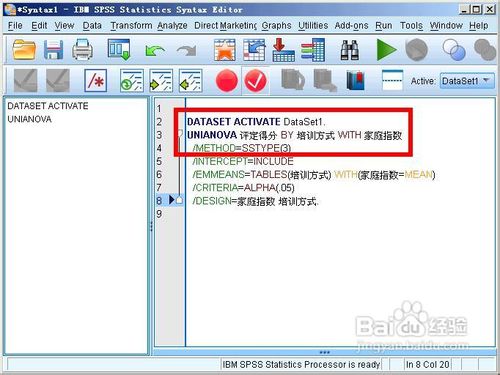 *Syntax1 - IBM SPSS Statistics Syntax Editor
File Edit View Data Transform Analyze Direct Marketing Graphs Utilities Add-ons Run Tools Window Help
Active: DataSet1
DATASET ACTIVATE
UNIANOVA
1
2 DATASET ACTIVATE DataSet1.
3 UNIANOVA 评定得分 BY 培训方式 WITH 家庭指数
4 /METHOD=SSTYPE(3)
5 /INTERCEPT=INCLUDE
6 /EMMEANS=TABLES(培训方式) WITH(家庭指数=MEAN)
7 /CRITERIA=ALPHA(.05)
8 /DESIGN=家庭指数 培训方式.
Baidu 经验
jingyan.baidu.com
IBM SPSS Statistics Processor is ready In 8 Col 20